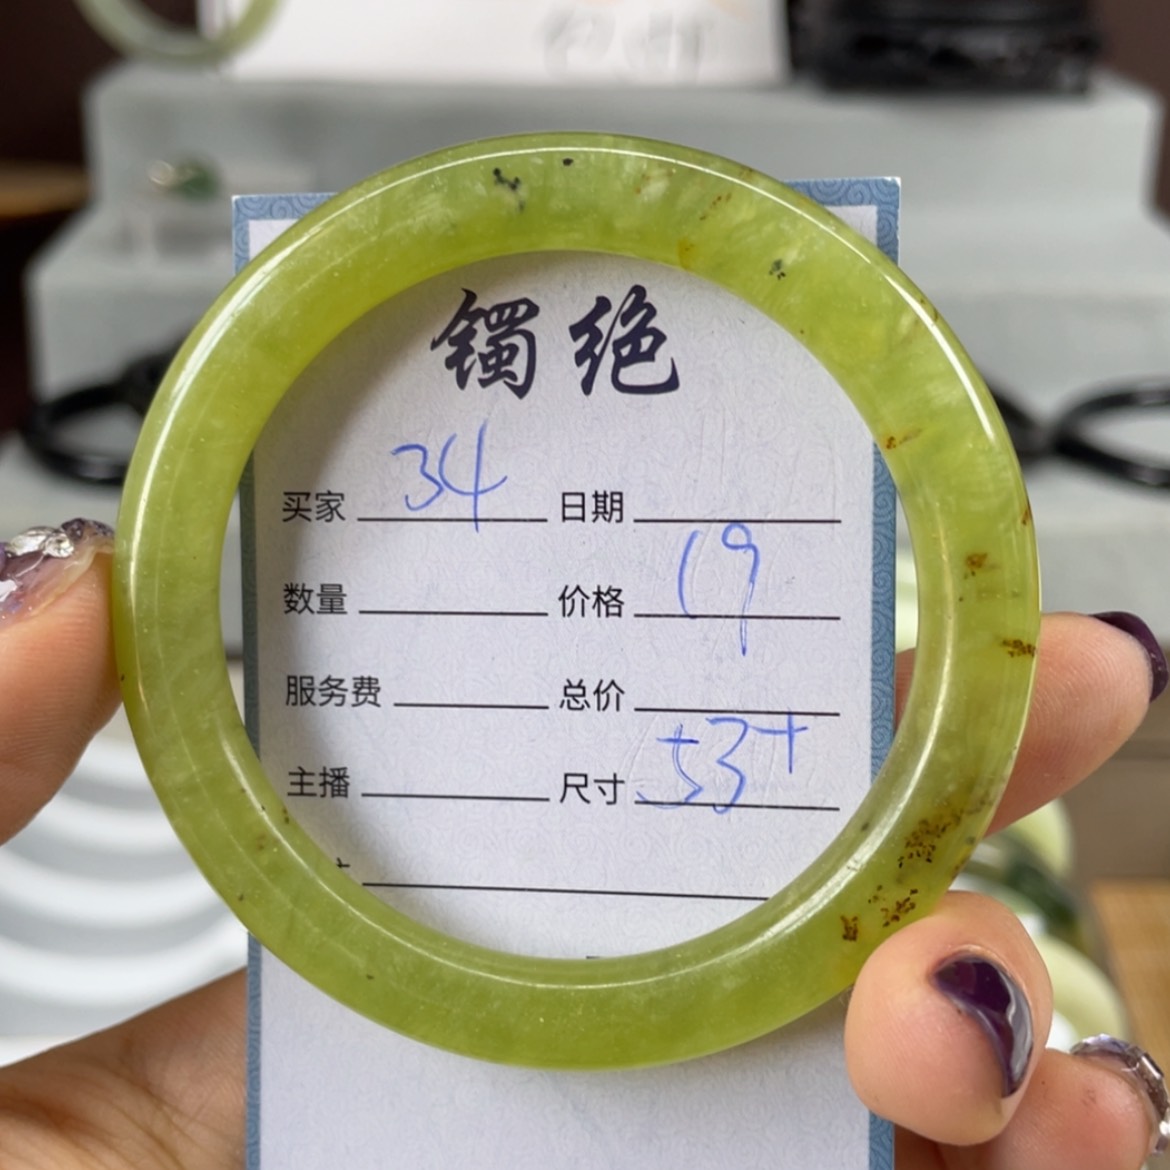 镯绝
买家 34 日期
数量 价格 19
服务费 总价
主播 尺寸 53+